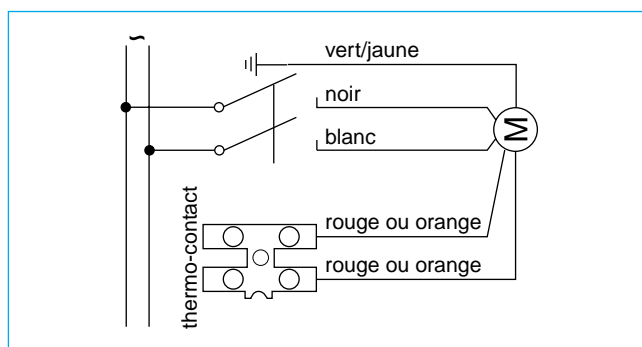 ~
vert/jaune
noir
blanc
M
rouge ou orange
rouge ou orange
thermo-contact